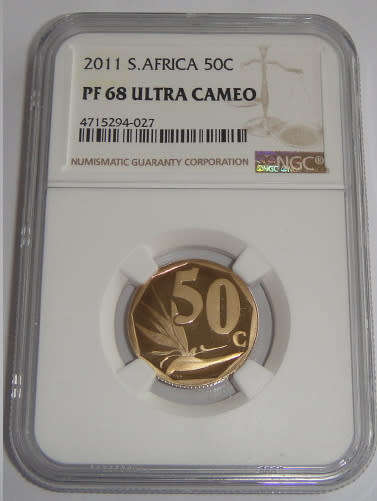 2011 S.AFRICA 50C
PF 68 ULTRA CAMEO
4715294-027
NUMISMATIC GUARANTY CORPORATION
NGC®
50
C